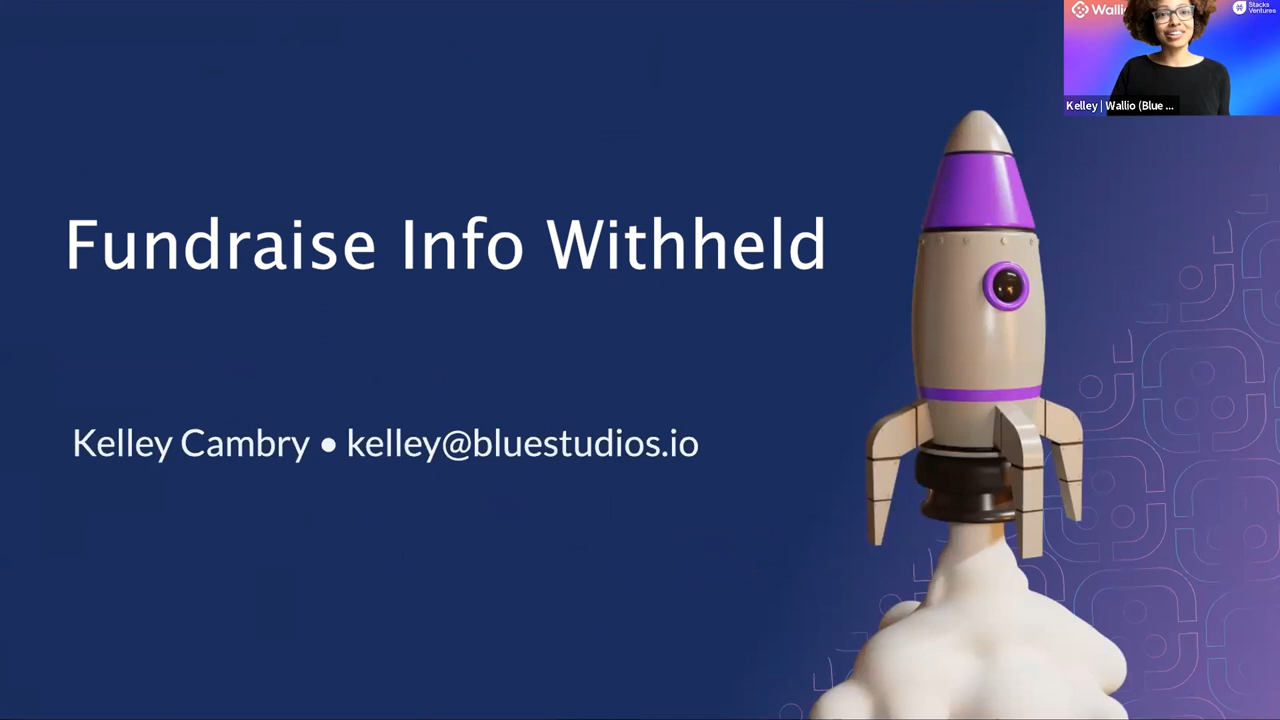 Wallio
Stacks
Ventures
Kelley | Wallio (Blue ...
Fundraise Info Withheld
Kelley Cambry • kelley@bluestudios.io